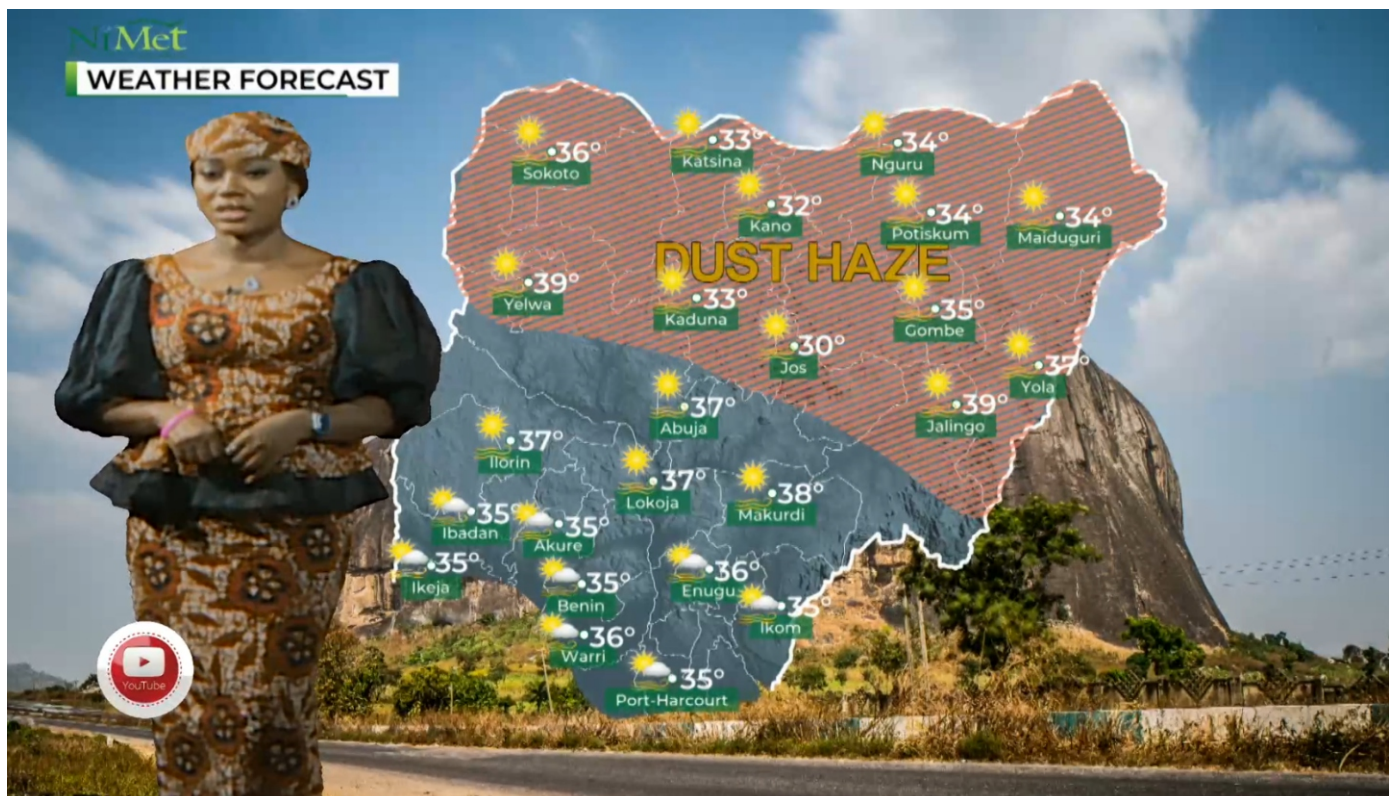 NiMet
WEATHER FORECAST
36°
Sokoto
33°
Katsina
34°
Nguru
32°
Kano
34°
Potiskum
34°
Maiduguri
DUST HAZE
39°
Yelwa
33°
Kaduna
35°
Gombe
30°
Jos
37°
Yola
37°
Abuja
39°
Jalingo
37°
Ilorin
37°
Lokoja
38°
Makurdi
35°
Ibadan
35°
Akure
35°
Ikeja
35°
Benin
36°
Enugu
35°
Ikom
36°
Warri
35°
Port-Harcourt
YouTube